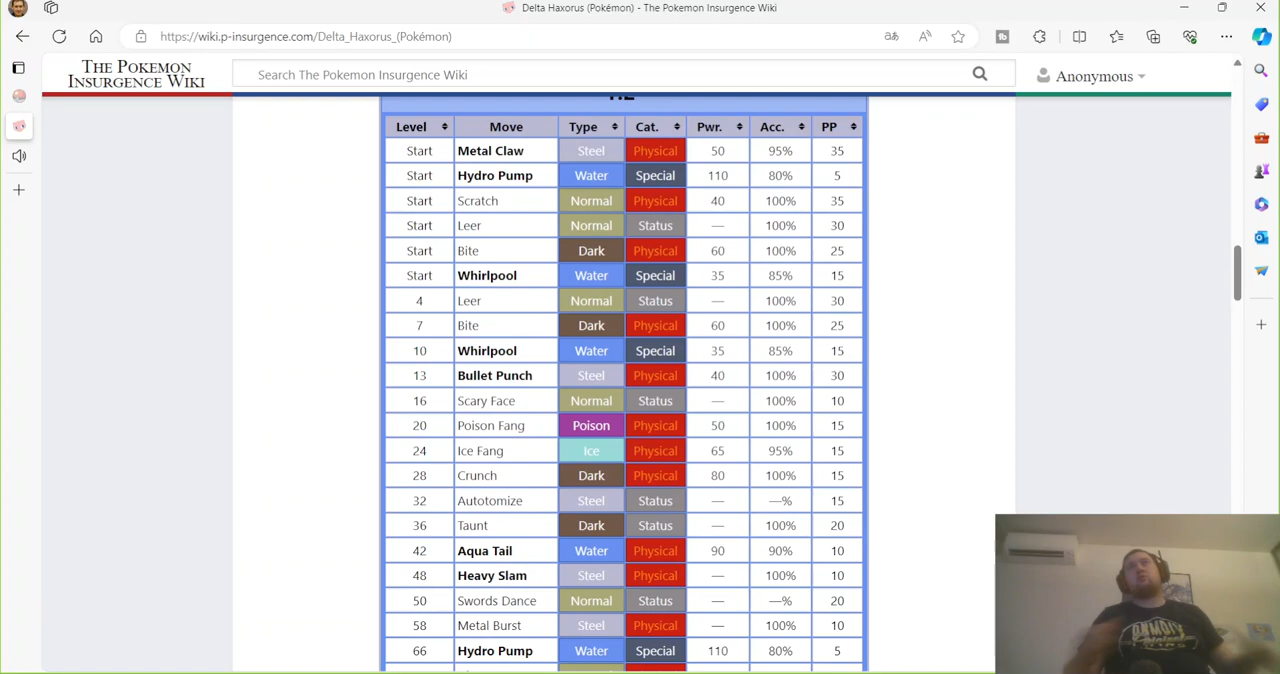 Delta Haxorus (Pokémon) - The Pokemon Insurgence Wiki
https://wiki.p-insurgence.com/Delta_Haxorus_(Pokémon)
THE POKEMON
INSURGENCE WIKI
Search The Pokemon Insurgence Wiki
Anonymous
Level Move Type Cat. Pwr. Acc. PP
Start Metal Claw Steel Physical 50 95% 35
Start Hydro Pump Water Special 110 80% 5
Start Scratch Normal Physical 40 100% 35
Start Leer Normal Status — 100% 30
Start Bite Dark Physical 60 100% 25
Start Whirlpool Water Special 35 85% 15
4 Leer Normal Status — 100% 30
7 Bite Dark Physical 60 100% 25
10 Whirlpool Water Special 35 85% 15
13 Bullet Punch Steel Physical 40 100% 30
16 Scary Face Normal Status — 100% 10
20 Poison Fang Poison Physical 50 100% 15
24 Ice Fang Ice Physical 65 95% 15
28 Crunch Dark Physical 80 100% 15
32 Autotomize Steel Status — —% 15
36 Taunt Dark Status — 100% 20
42 Aqua Tail Water Physical 90 90% 10
48 Heavy Slam Steel Physical — 100% 10
50 Swords Dance Normal Status — —% 20
58 Metal Burst Steel Physical — 100% 10
66 Hydro Pump Water Special 110 80% 5